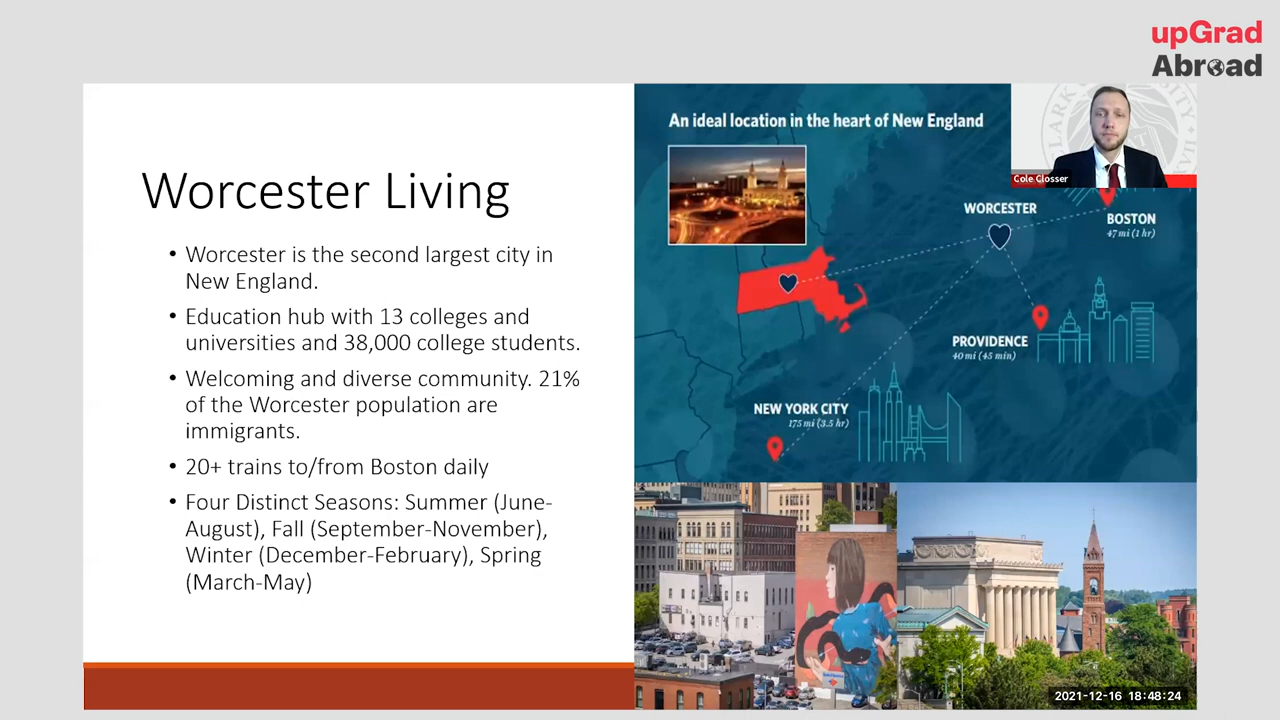 upGrad
Abroad
Worcester Living
• Worcester is the second largest city in
New England.
• Education hub with 13 colleges and
universities and 38,000 college students.
• Welcoming and diverse community. 21%
of the Worcester population are
immigrants.
• 20+ trains to/from Boston daily
• Four Distinct Seasons: Summer (June-
August), Fall (September-November),
Winter (December-February), Spring
(March-May)
An ideal location in the heart of New England
Cole Closser
WORCESTER
BOSTON
47 mi (1 hr)
PROVIDENCE
40 mi (45 min)
NEW YORK CITY
175 mi (3.5 hr)
2021-12-16 18:48:24